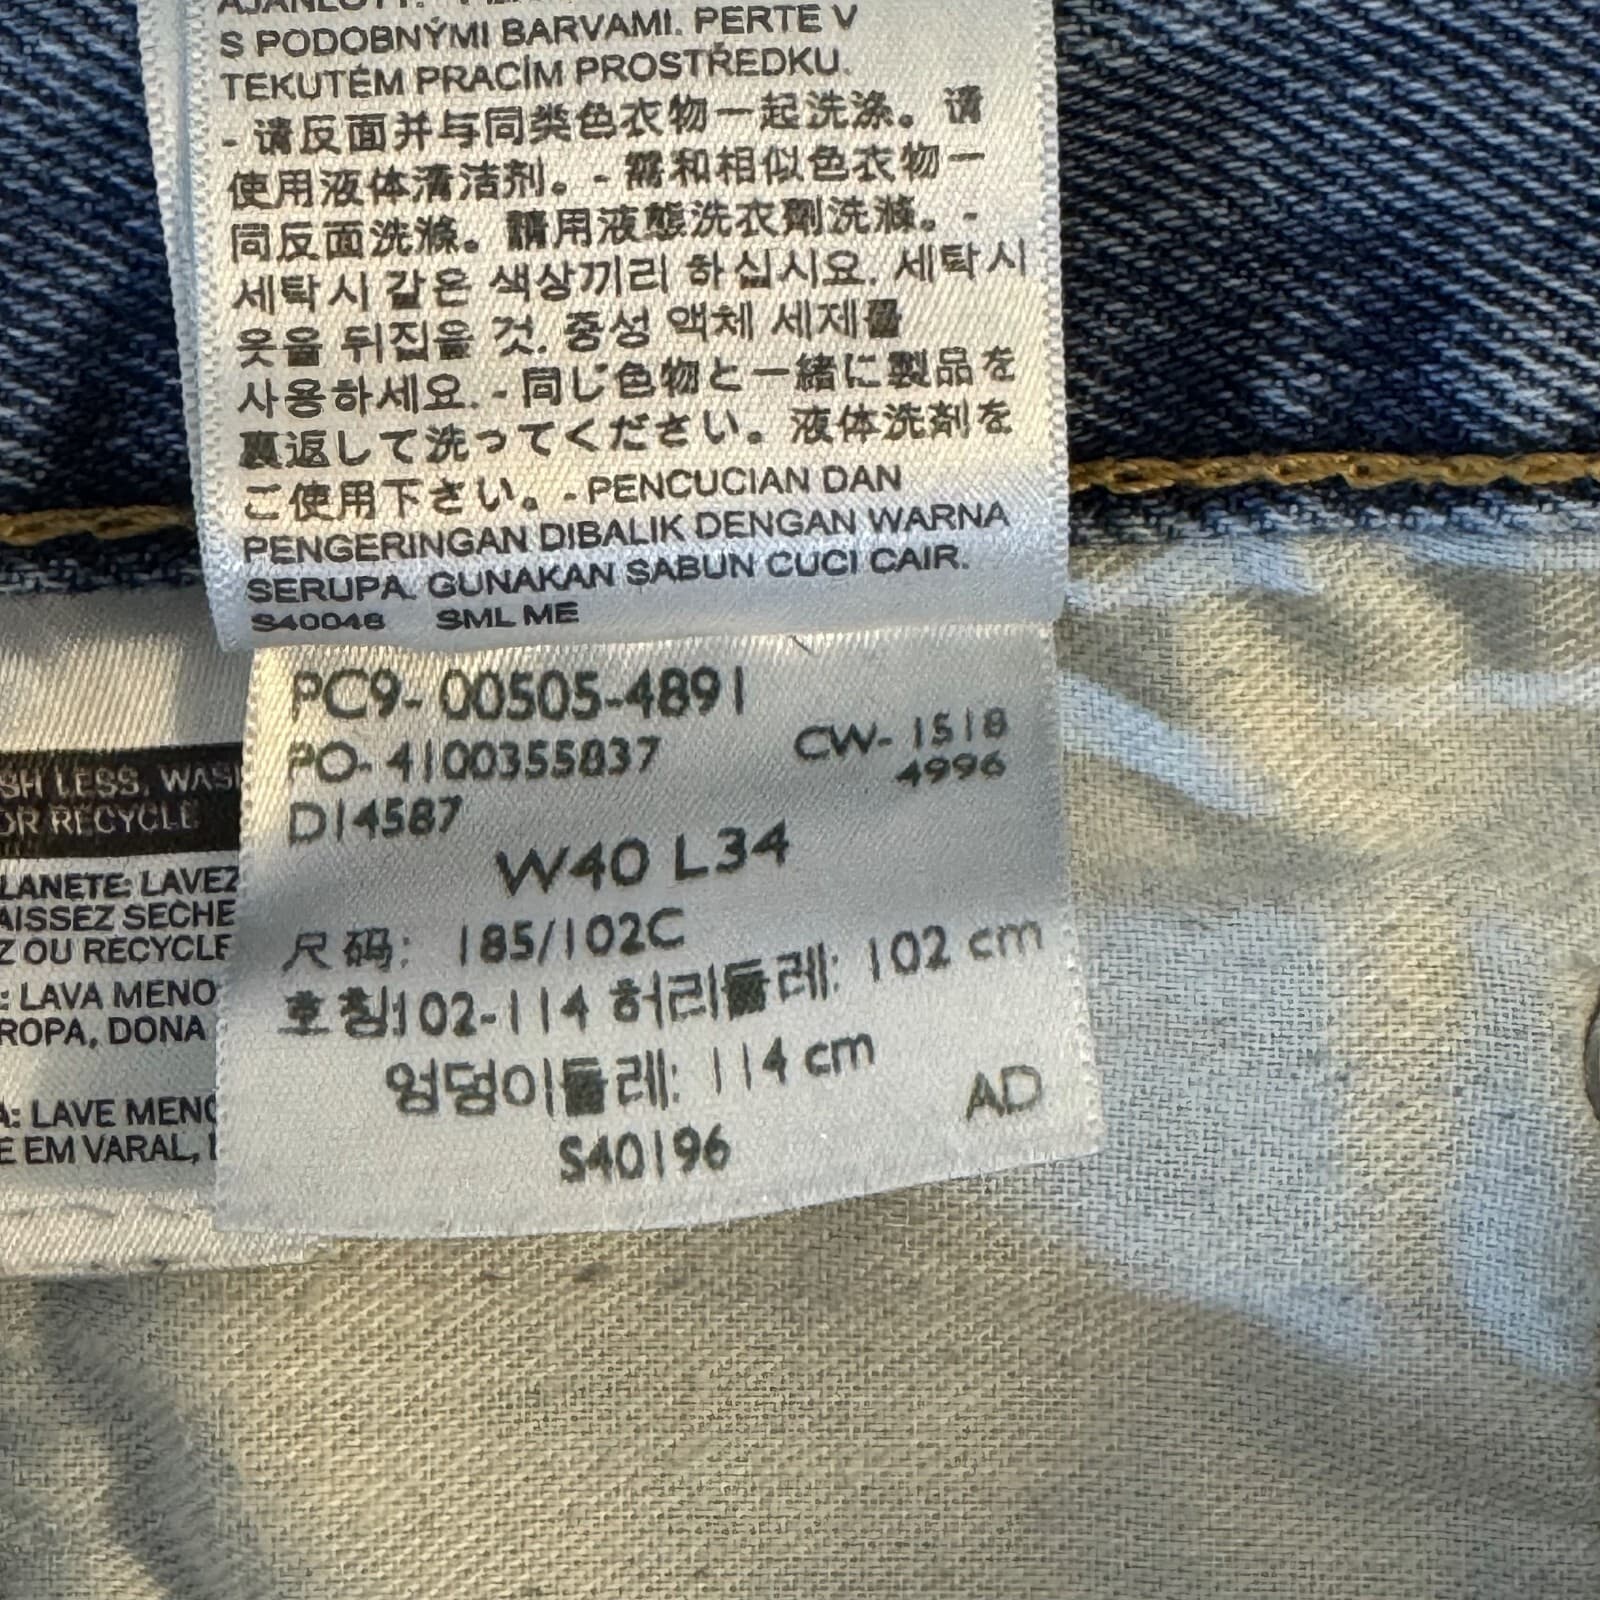 S PODOBNÝMI BARVAMI. PERTE V
TEKUTÉM PRACÍM PROSTŘEDKU.
- 请反面并与同类色衣物一起洗涤。请
使用液体清洁剂。- 需和相似色衣物一
同反面洗滌。請用液態洗衣劑洗滌。-
세탁시 같은 색상끼리 하십시요. 세탁시
옷을 뒤집을 것. 중성 액체 세제를
사용하세요. - 同じ色物と一緒に製品を
裏返して洗ってください。液体洗剤を
ご使用下さい。- PENCUCIAN DAN
PENGERINGAN DIBALIK DENGAN WARNA
SERUPA. GUNAKAN SABUN CUCI CAIR.
S40048 SML ME
PC9-00505-4891
PO-4100355837 CW-1518
4996
D14587
W40 L34
尺码: 185/102C
호칭102-114 허리둘레: 102 cm
엉덩이둘레: 114 cm
AD
S40196
SH LESS, WASH
OR RECYCLE
LANETE: LAVEZ
AISSEZ SECHE
Z OU RECYCLE
: LAVA MENO
ROPA, DONA
A: LAVE MENO
E EM VARAL,